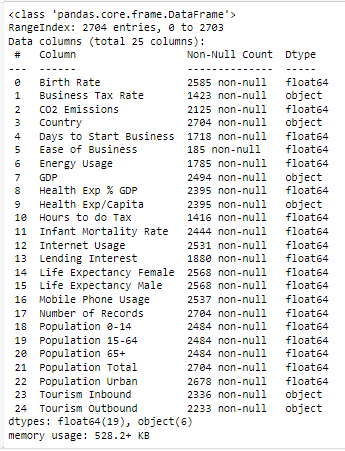 <class 'pandas.core.frame.DataFrame'>
RangeIndex: 2704 entries, 0 to 2703
Data columns (total 25 columns):
 #   Column                  Non-Null Count  Dtype
---  ------                  --------------  -----
 0   Birth Rate              2585 non-null   float64
 1   Business Tax Rate       1423 non-null   object
 2   CO2 Emissions           2125 non-null   float64
 3   Country                 2704 non-null   object
 4   Days to Start Business  1718 non-null   float64
 5   Ease of Business        185 non-null    float64
 6   Energy Usage            1785 non-null   float64
 7   GDP                     2494 non-null   object
 8   Health Exp % GDP        2395 non-null   float64
 9   Health Exp/Capita       2395 non-null   object
 10  Hours to do Tax         1416 non-null   float64
 11  Infant Mortality Rate   2444 non-null   float64
 12  Internet Usage          2531 non-null   float64
 13  Lending Interest        1880 non-null   float64
 14  Life Expectancy Female  2568 non-null   float64
 15  Life Expectancy Male    2568 non-null   float64
 16  Mobile Phone Usage      2537 non-null   float64
 17  Number of Records       2704 non-null   float64
 18  Population 0-14         2484 non-null   float64
 19  Population 15-64        2484 non-null   float64
 20  Population 65+          2484 non-null   float64
 21  Population Total        2704 non-null   float64
 22  Population Urban        2678 non-null   float64
 23  Tourism Inbound         2336 non-null   object
 24  Tourism Outbound        2233 non-null   object
dtypes: float64(19), object(6)
memory usage: 528.2+ KB